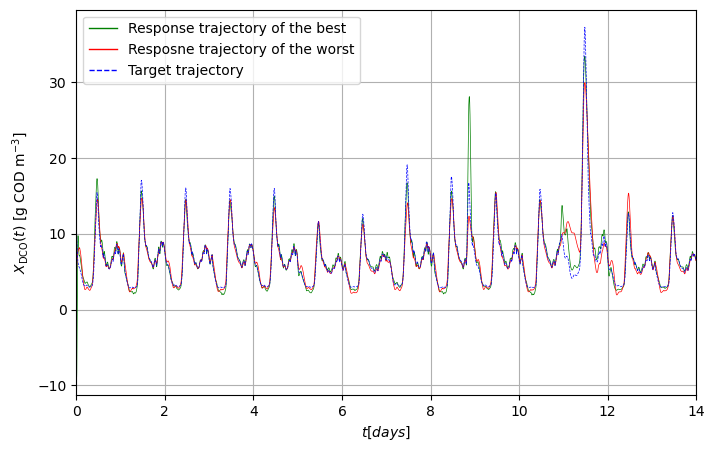 Response trajectory of the best
Resposne trajectory of the worst
Target trajectory
30
20
10
0
−10
x_DCO(t) [g COD m⁻³]
0 2 4 6 8 10 12 14
t[days]